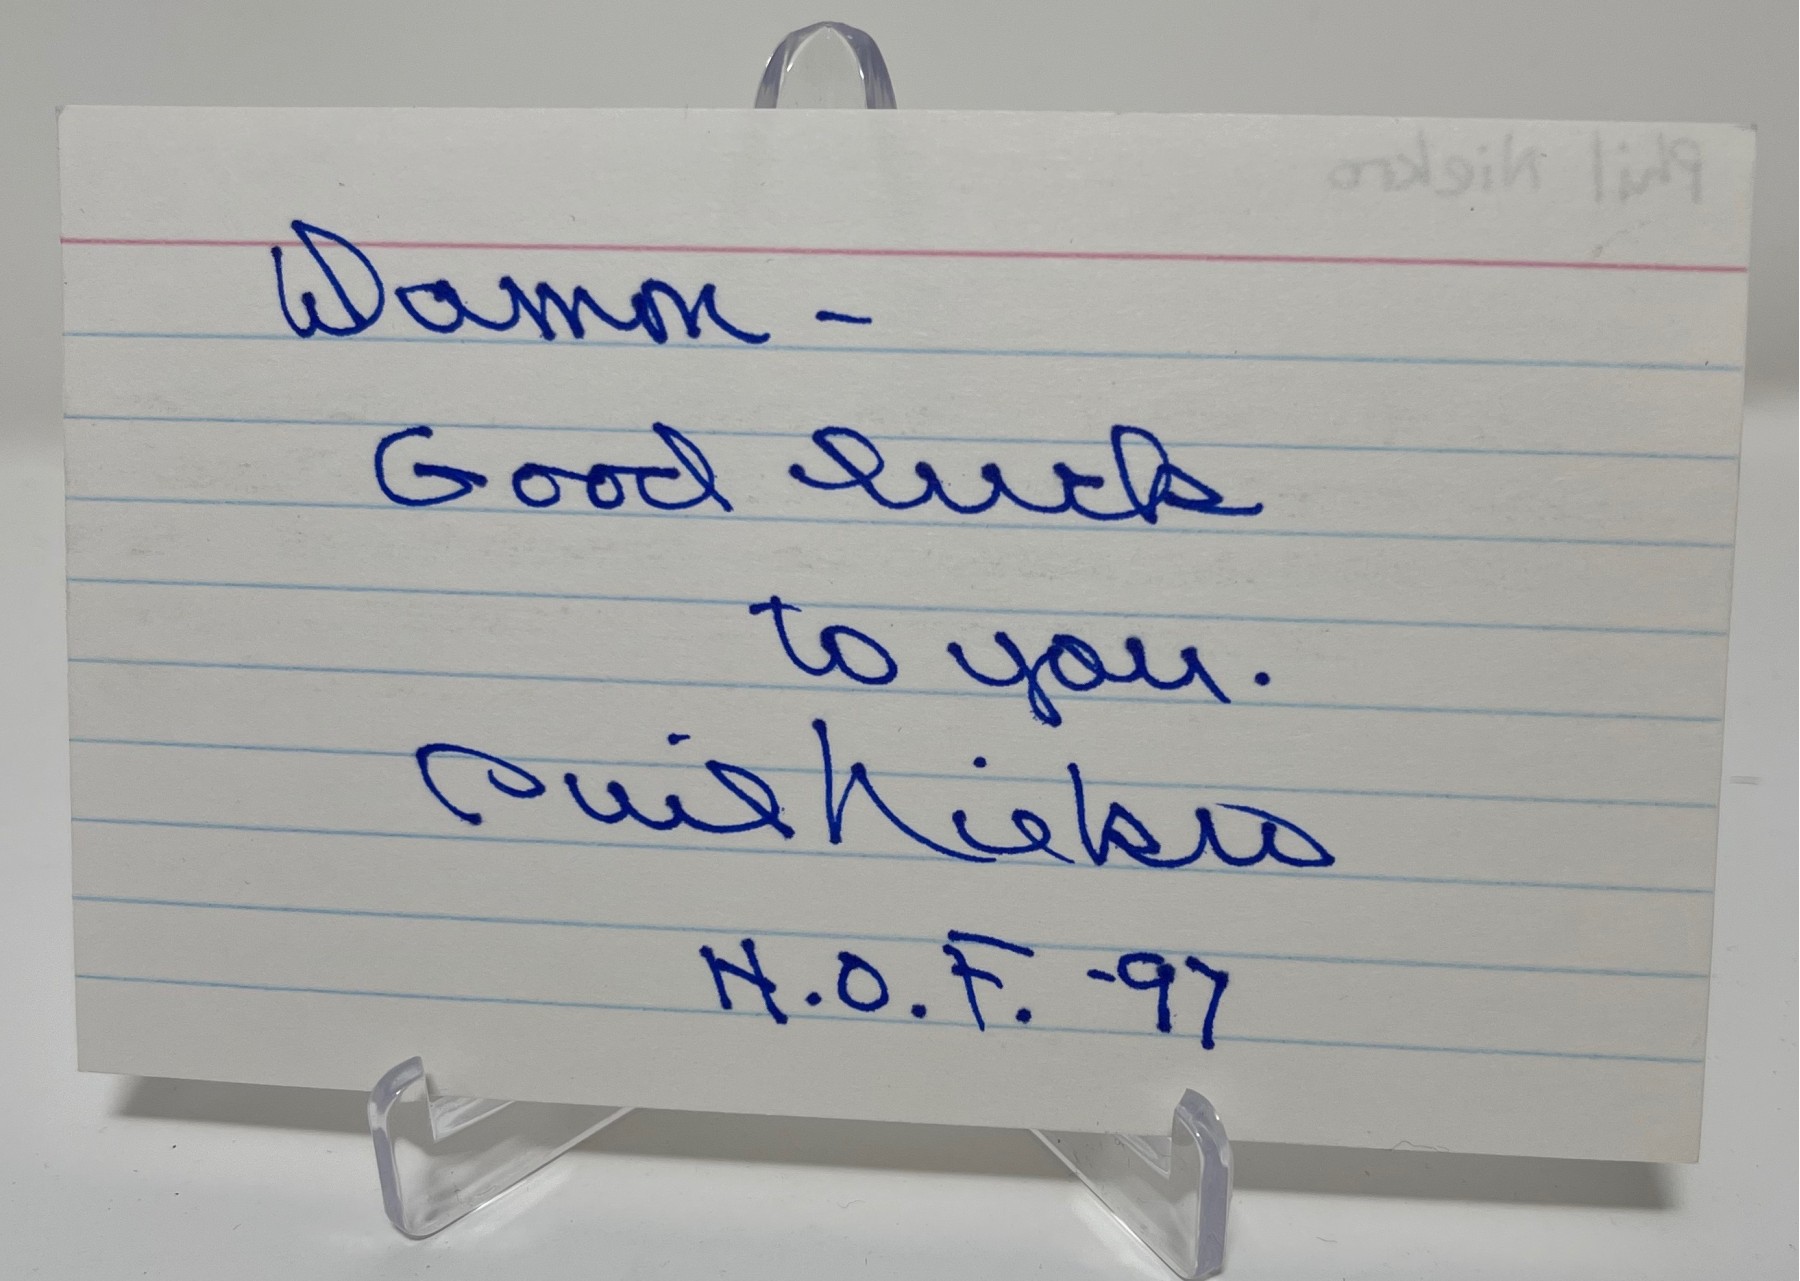 Phil Niekro
Damon -
Good luck
to you.
Phil Niekro
H.O.F. -97